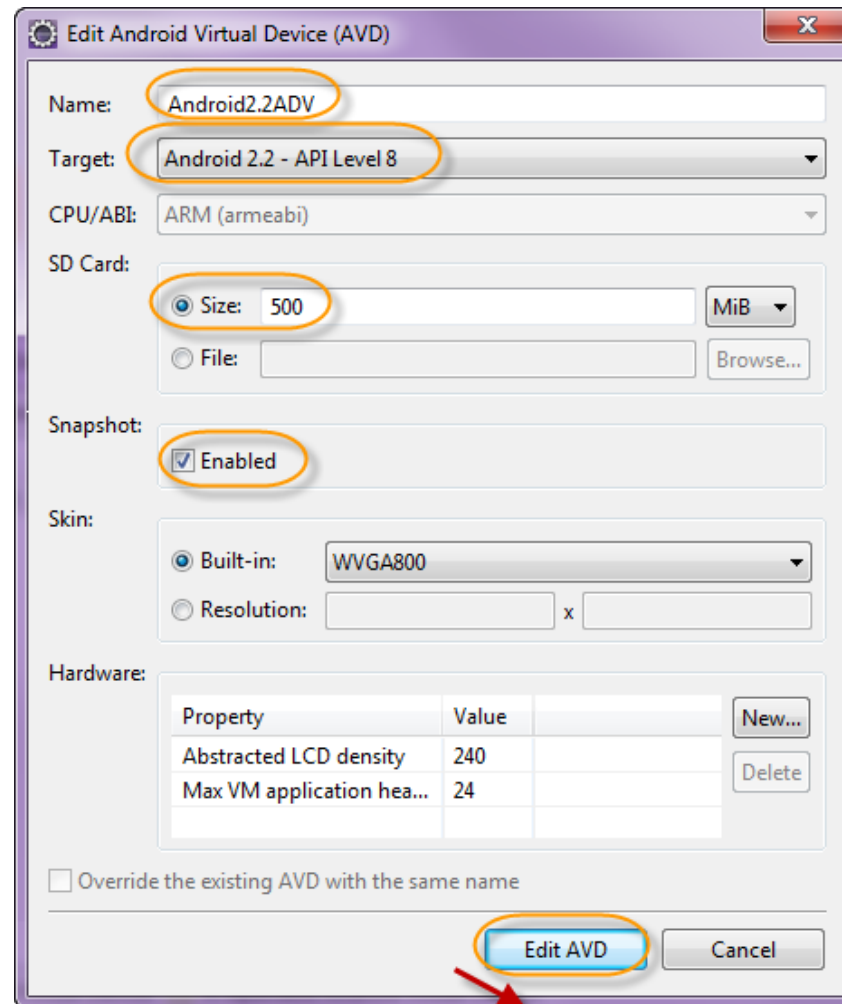 Edit Android Virtual Device (AVD)
Name: Android2.2ADV
Target: Android 2.2 - API Level 8
CPU/ABI: ARM (armeabi)
SD Card:
Size: 500 MiB
File: Browse...
Snapshot:
Enabled
Skin:
Built-in: WVGA800
Resolution: x
Hardware:
Property Value New...
Abstracted LCD density 240
Delete
Max VM application hea... 24
Override the existing AVD with the same name
Edit AVD Cancel